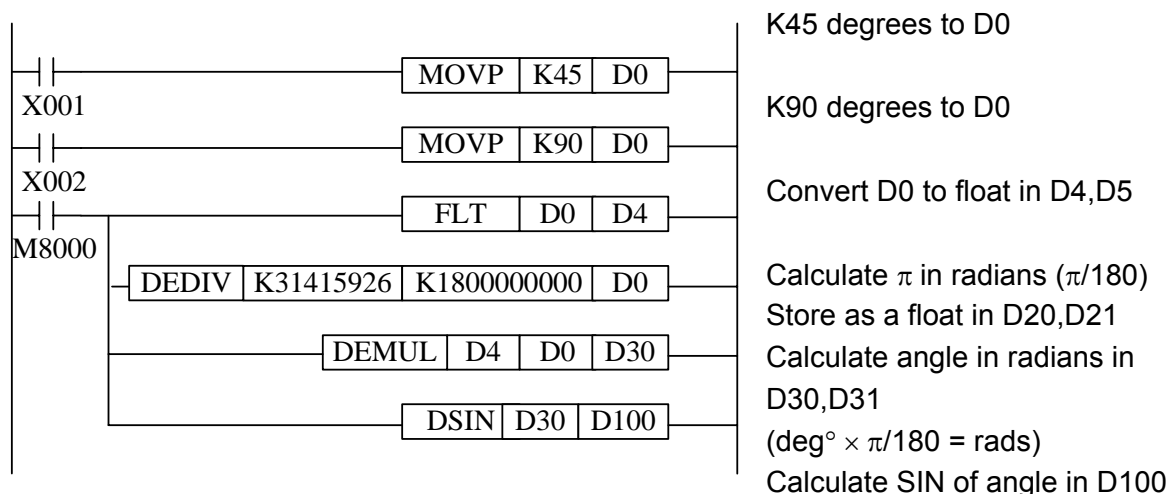 K45 degrees to D0
MOVP K45 D0
X001
K90 degrees to D0
MOVP K90 D0
X002
Convert D0 to float in D4,D5
FLT D0 D4
M8000
DEDIV K31415926 K1800000000 D0
Calculate π in radians (π/180)
Store as a float in D20,D21
DEMUL D4 D0 D30
Calculate angle in radians in
D30,D31
DSIN D30 D100
(deg° × π/180 = rads)
Calculate SIN of angle in D100